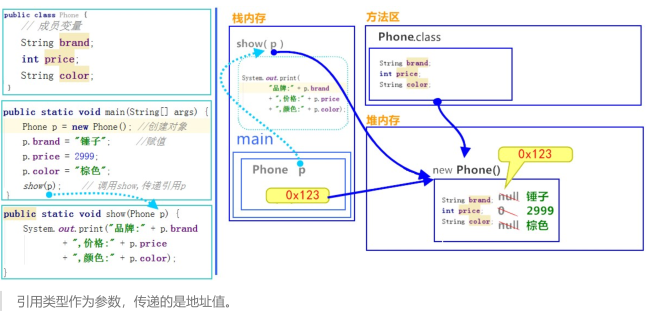 public class Phone {
// 成员变量
String brand;
int price;
String color;
}
public static void main(String[] args) {
Phone p = new Phone(); //创建对象
p.brand = "锤子"; //赋值
p.price = 2999;
p.color = "棕色";
show(p); // 调用show,传递引用p
}
public static void show(Phone p) {
System.out.print("品牌:" + p.brand
+ ",价格:" + p.price
+ ",颜色:" + p.color);
}
栈内存
show( p )
System.out.print(
"品牌:" + p.brand
+ ",价格:" + p.price
+ ",颜色:" + p.color);
main
Phone p
0x123
方法区
Phone.class
String brand;
int price;
String color;
堆内存
0x123
new Phone()
String brand; null 锤子
int price; 0 2999
String color; null 棕色
引用类型作为参数，传递的是地址值。